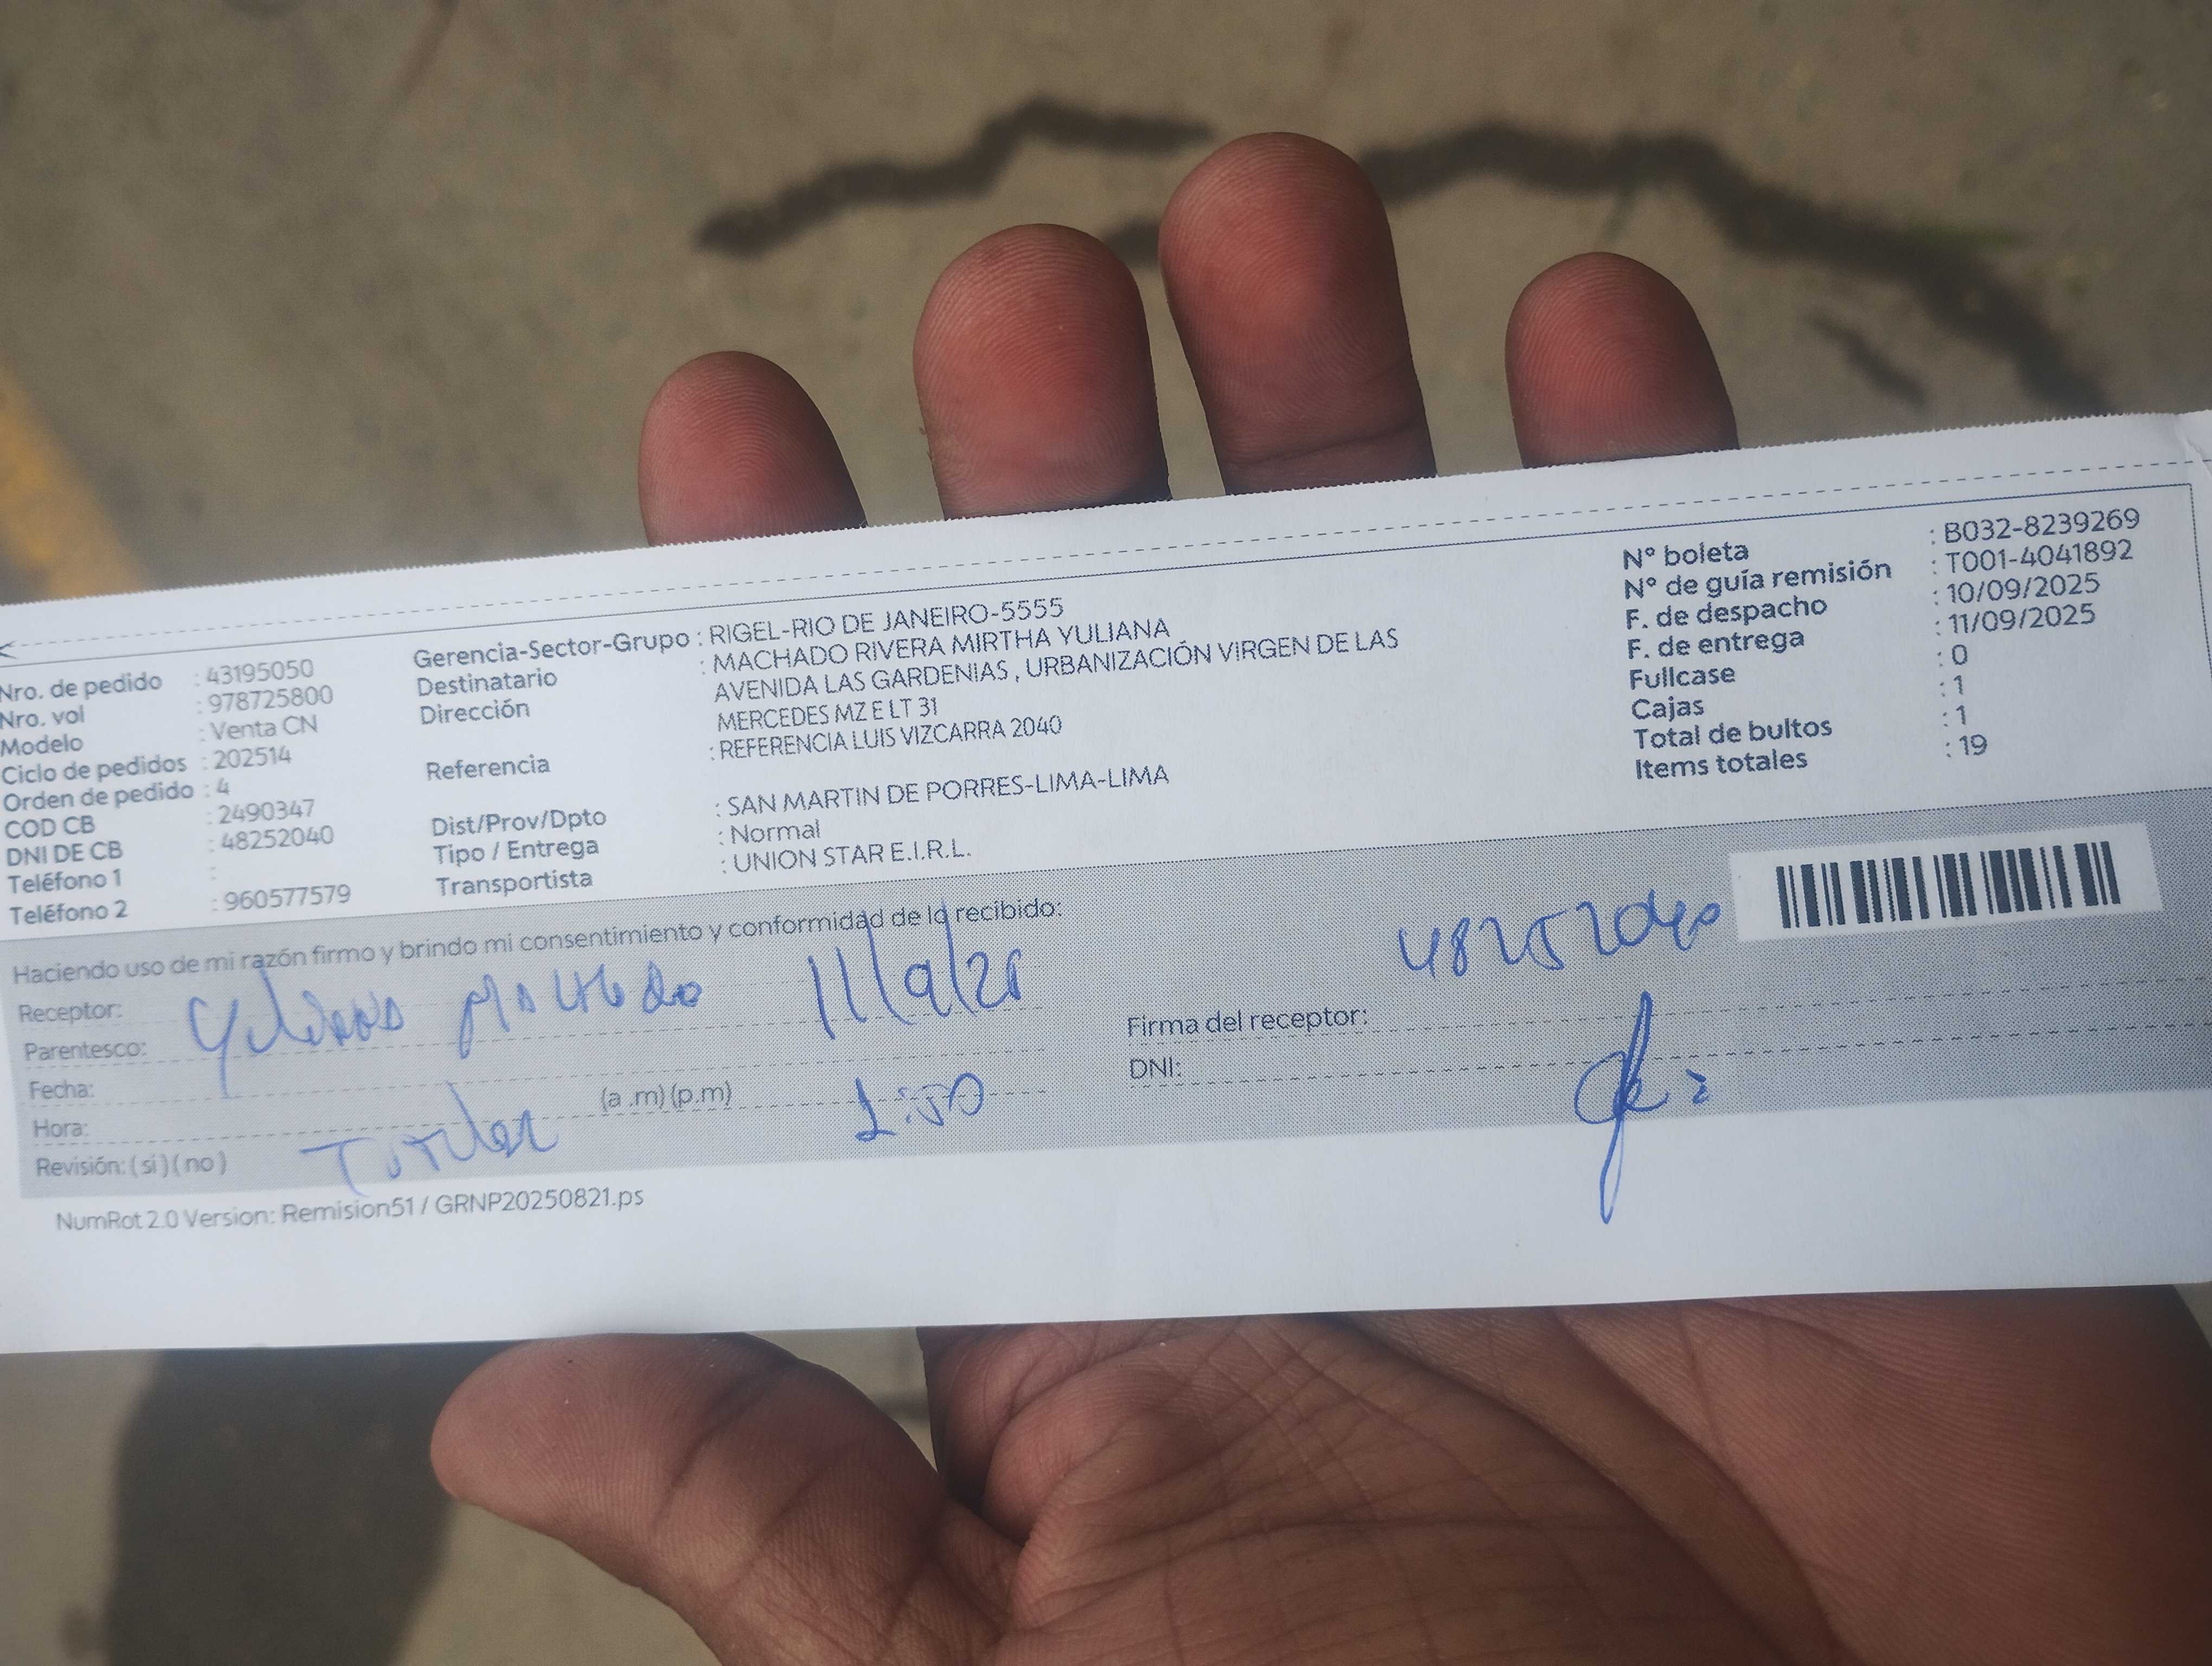 Nro. de pedido : 43195050
Nro. vol : 978725800
Modelo : Venta CN
Ciclo de pedidos : 202514
Orden de pedido : 4
COD CB : 2490347
DNI DE CB : 48252040
Teléfono 1 :
Teléfono 2 : 960577579
Gerencia-Sector-Grupo : RIGEL-RIO DE JANEIRO-5555
Destinatario : MACHADO RIVERA MIRTHA YULIANA
Dirección AVENIDA LAS GARDENIAS , URBANIZACIÓN VIRGEN DE LAS
MERCEDES MZ E LT 31
Referencia : REFERENCIA LUIS VIZCARRA 2040
Dist/Prov/Dpto : SAN MARTIN DE PORRES-LIMA-LIMA
Tipo / Entrega : Normal
Transportista : UNION STAR E.I.R.L.
N° boleta : B032-8239269
N° de guía remisión : T001-4041892
F. de despacho : 10/09/2025
F. de entrega : 11/09/2025
Fullcase : 0
Cajas : 1
Total de bultos : 1
Items totales : 19
Haciendo uso de mi razón firmo y brindo mi consentimiento y conformidad de lo recibido:
Receptor:
Parentesco: Machado 11/9/25
Fecha:
Hora: (a .m) (p.m) 1:50
Revisión: ( si ) ( no )
48252040
Firma del receptor:
DNI:
NumRot 2.0 Version: Remision51 / GRNP20250821.ps